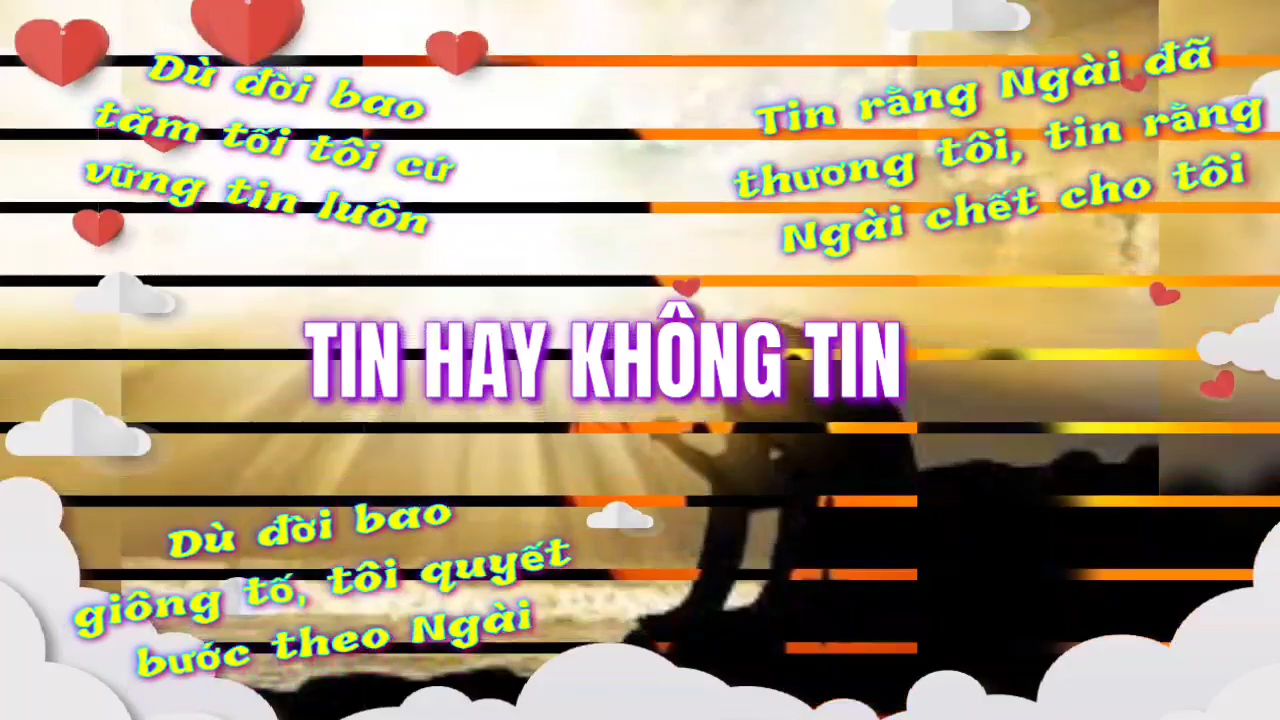 Dù đời bao
tăm tối tôi cứ
vững tin luôn
Tin rằng Ngài đã
thương tôi, tin rằng
Ngài chết cho tôi
TIN HAY KHÔNG TIN
Dù đời bao
giông tố, tôi quyết
bước theo Ngài